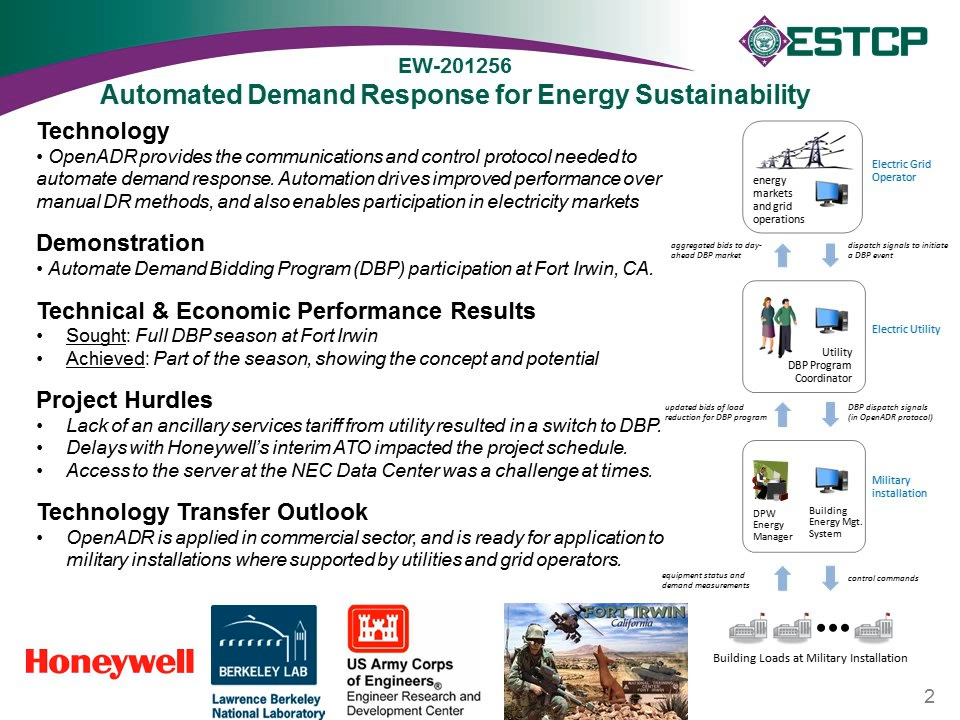 ESTCP
EW-201256
Automated Demand Response for Energy Sustainability
Technology
• OpenADR provides the communications and control protocol needed to
automate demand response. Automation drives improved performance over
manual DR methods, and also enables participation in electricity markets
Demonstration
• Automate Demand Bidding Program (DBP) participation at Fort Irwin, CA.
Technical & Economic Performance Results
• Sought: Full DBP season at Fort Irwin
• Achieved: Part of the season, showing the concept and potential
Project Hurdles
• Lack of an ancillary services tariff from utility resulted in a switch to DBP.
• Delays with Honeywell's interim ATO impacted the project schedule.
• Access to the server at the NEC Data Center was a challenge at times.
Technology Transfer Outlook
• OpenADR is applied in commercial sector, and is ready for application to
military installations where supported by utilities and grid operators.
energy
markets
and grid
operations
Electric Grid
Operator
aggregated bids to day-
ahead DBP market
dispatch signals to initiate
a DBP event
Utility
DBP Program
Coordinator
Electric Utility
updated bids of load
reduction for DBP program
DBP dispatch signals
(in OpenADR protocol)
DPW
Energy
Manager
Building
Energy Mgt.
System
Military
installation
equipment status and
demand measurements
control commands
Building Loads at Military Installation
Honeywell
BERKELEY LAB
Lawrence Berkeley
National Laboratory
US Army Corps
of Engineers®
Engineer Research and
Development Center
FORT IRWIN
California
NATIONAL TRAINING
CENTER
FORT IRWIN
2